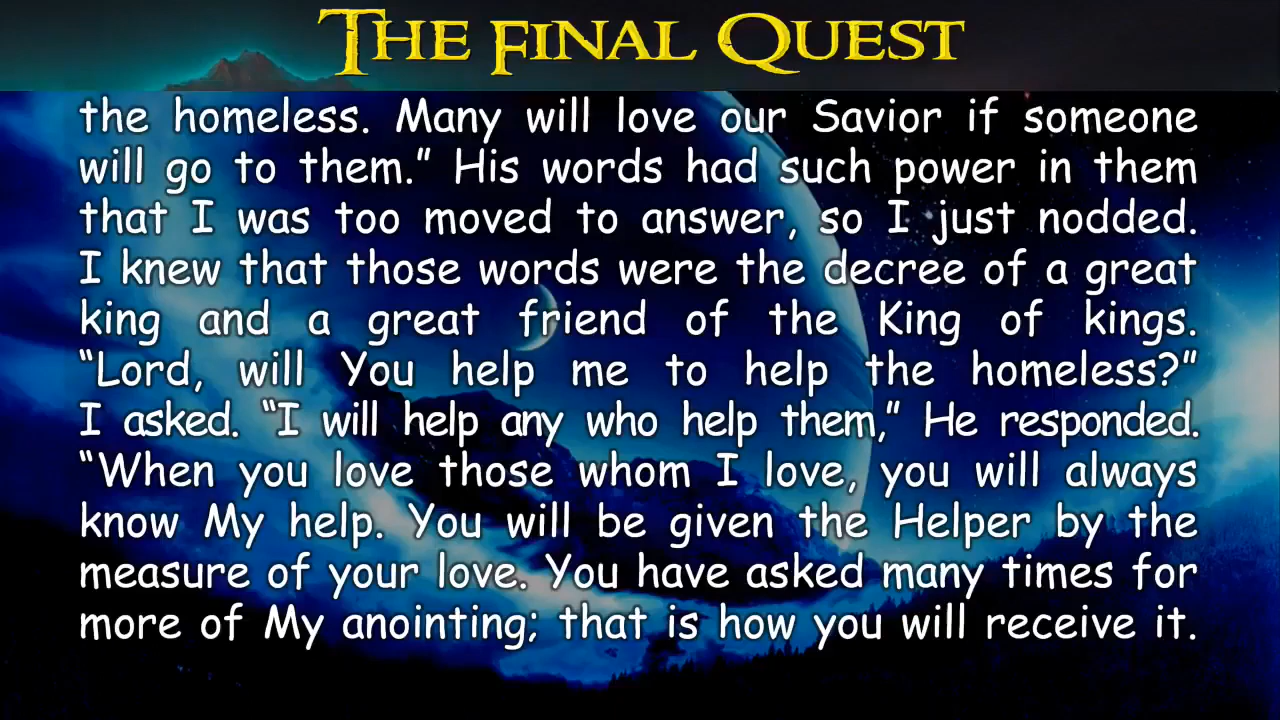 THE FINAL QUEST
the homeless. Many will love our Savior if someone
will go to them.” His words had such power in them
that I was too moved to answer, so I just nodded.
I knew that those words were the decree of a great
king and a great friend of the King of kings.
“Lord, will You help me to help the homeless?”
I asked. “I will help any who help them,” He responded.
“When you love those whom I love, you will always
know My help. You will be given the Helper by the
measure of your love. You have asked many times for
more of My anointing; that is how you will receive it.